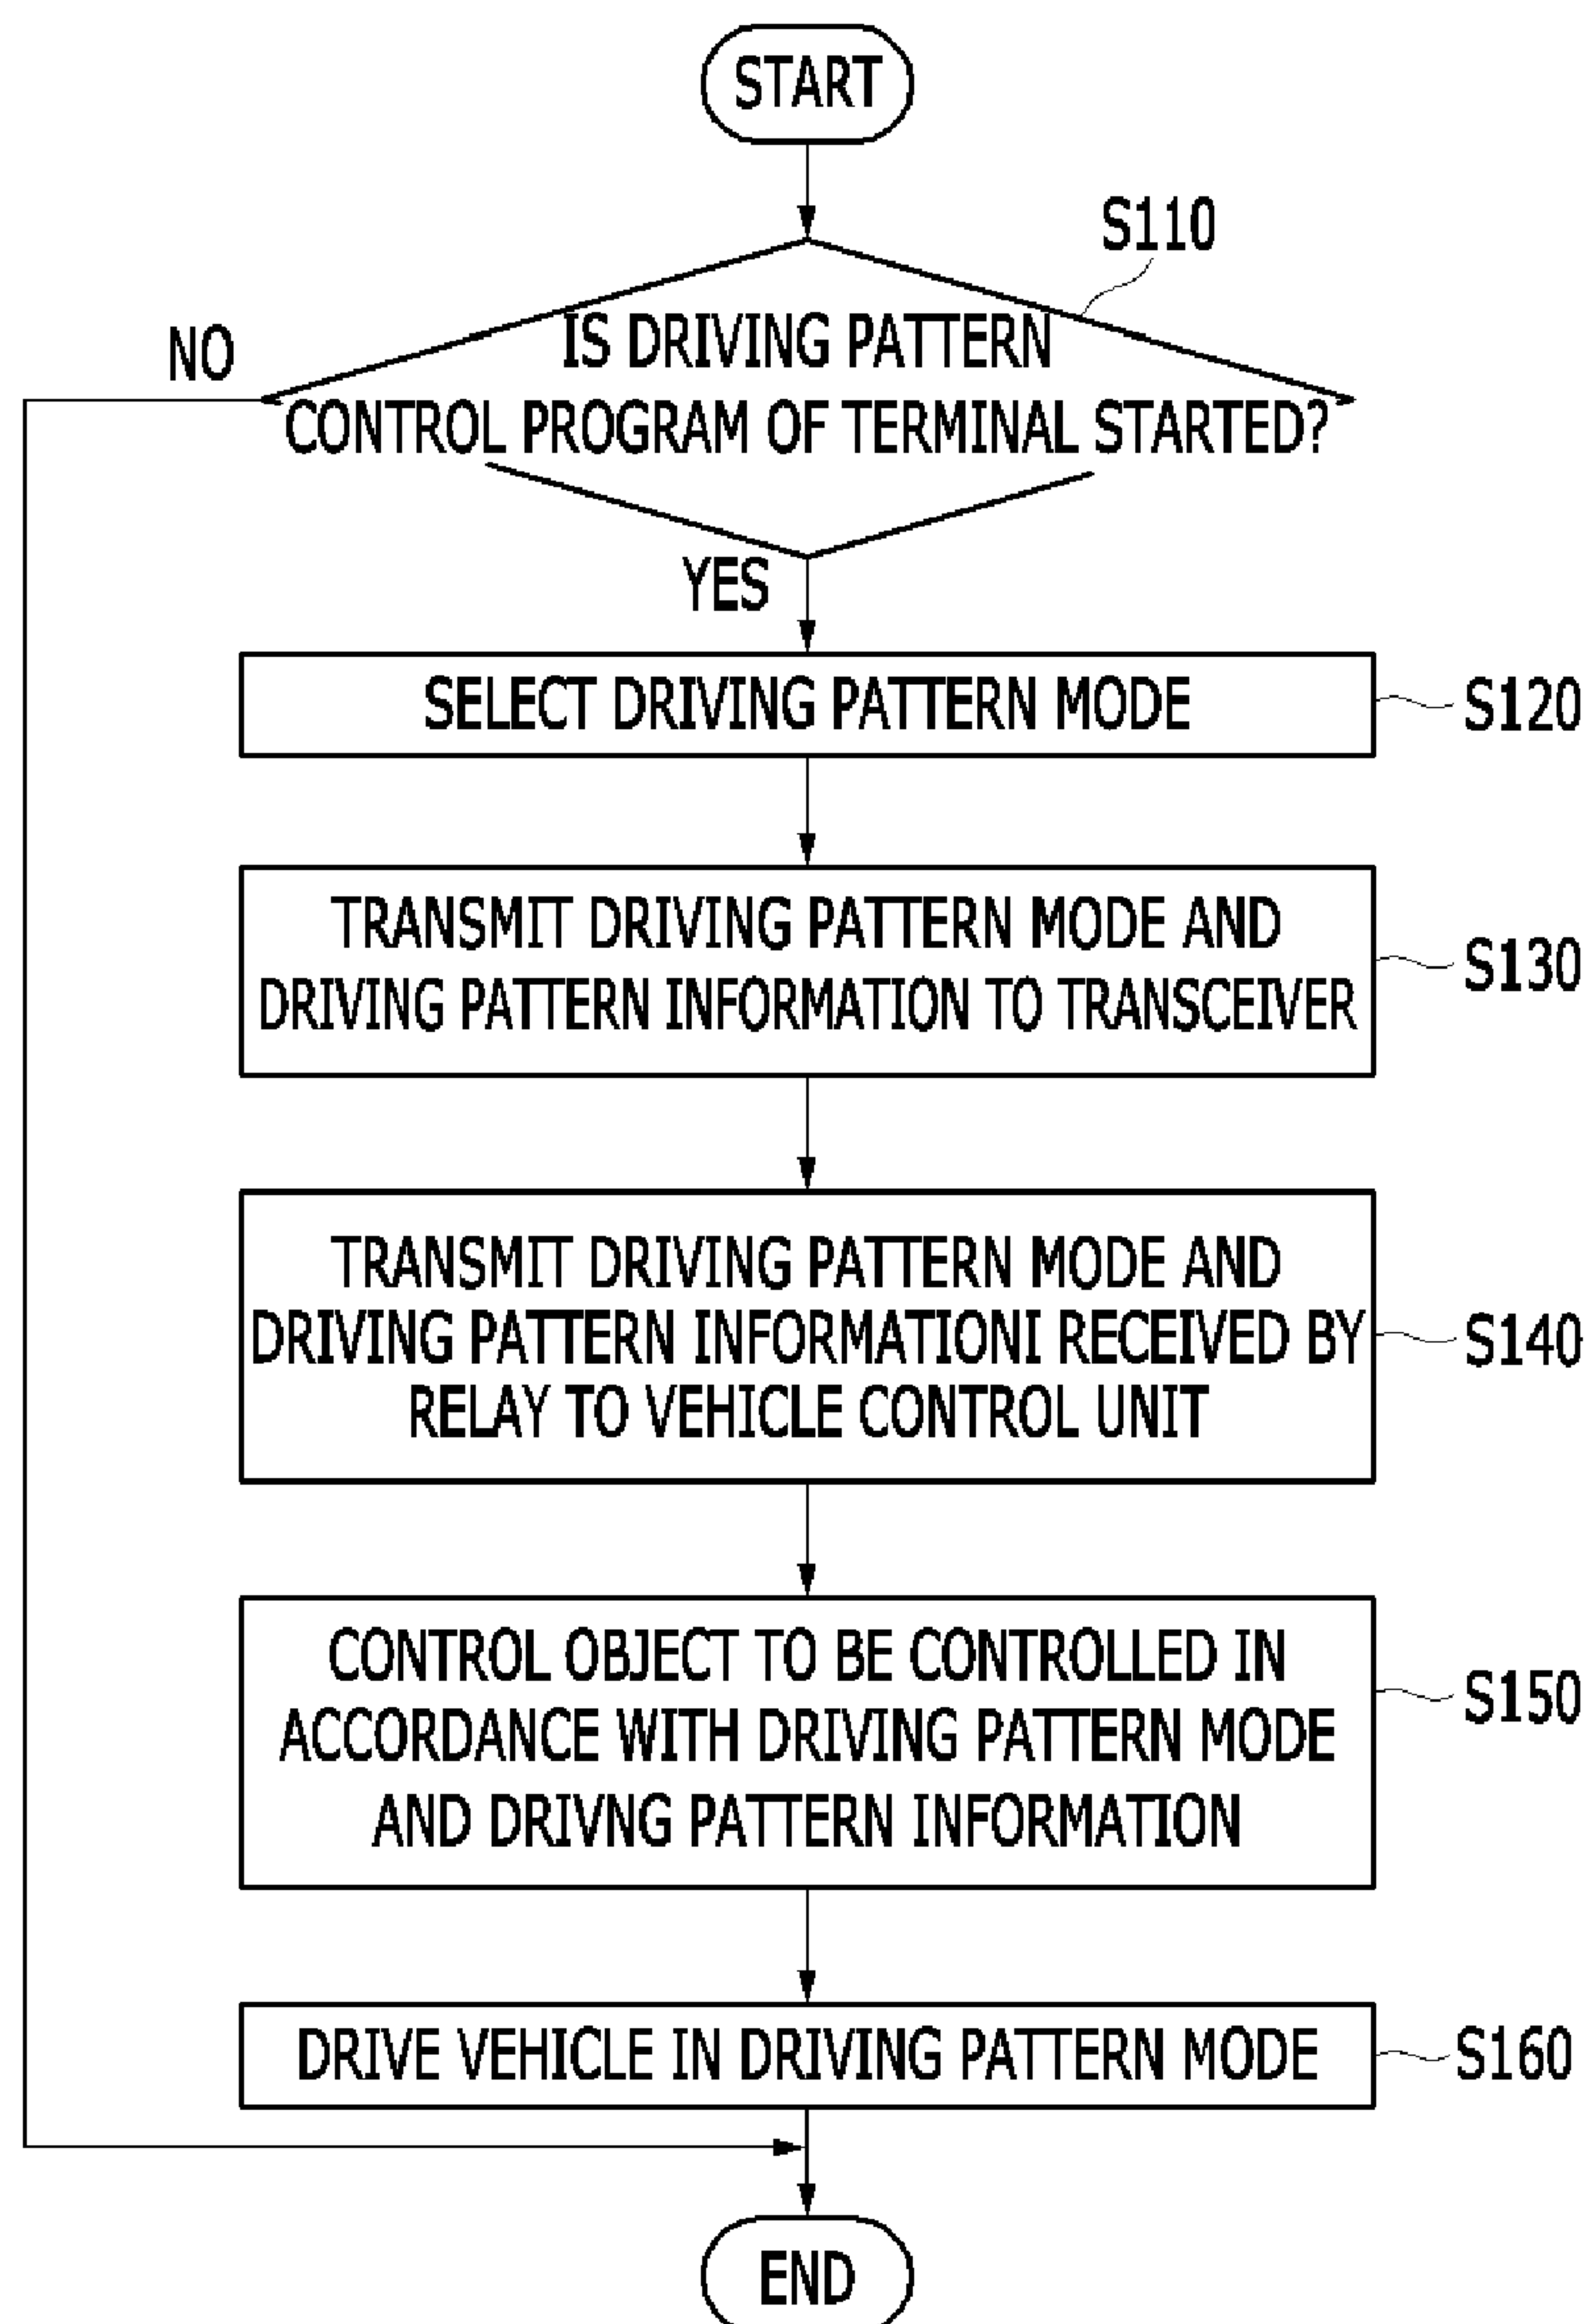 START
S110
NO
IS DRIVING PATTERN
CONTROL PROGRAM OF TERMINAL STARTED?
YES
SELECT DRIVING PATTERN MODE
S120
TRANSMIT DRIVING PATTERN MODE AND
DRIVING PATTERN INFORMATION TO TRANSCEIVER
S130
TRANSMIT DRIVING PATTERN MODE AND
DRIVING PATTERN INFORMATIONI RECEIVED BY
RELAY TO VEHICLE CONTROL UNIT
S140
CONTROL OBJECT TO BE CONTROLLED IN
ACCORDANCE WITH DRIVING PATTERN MODE
AND DRIVNG PATTERN INFORMATION
S150
DRIVE VEHICLE IN DRIVING PATTERN MODE
S160
END